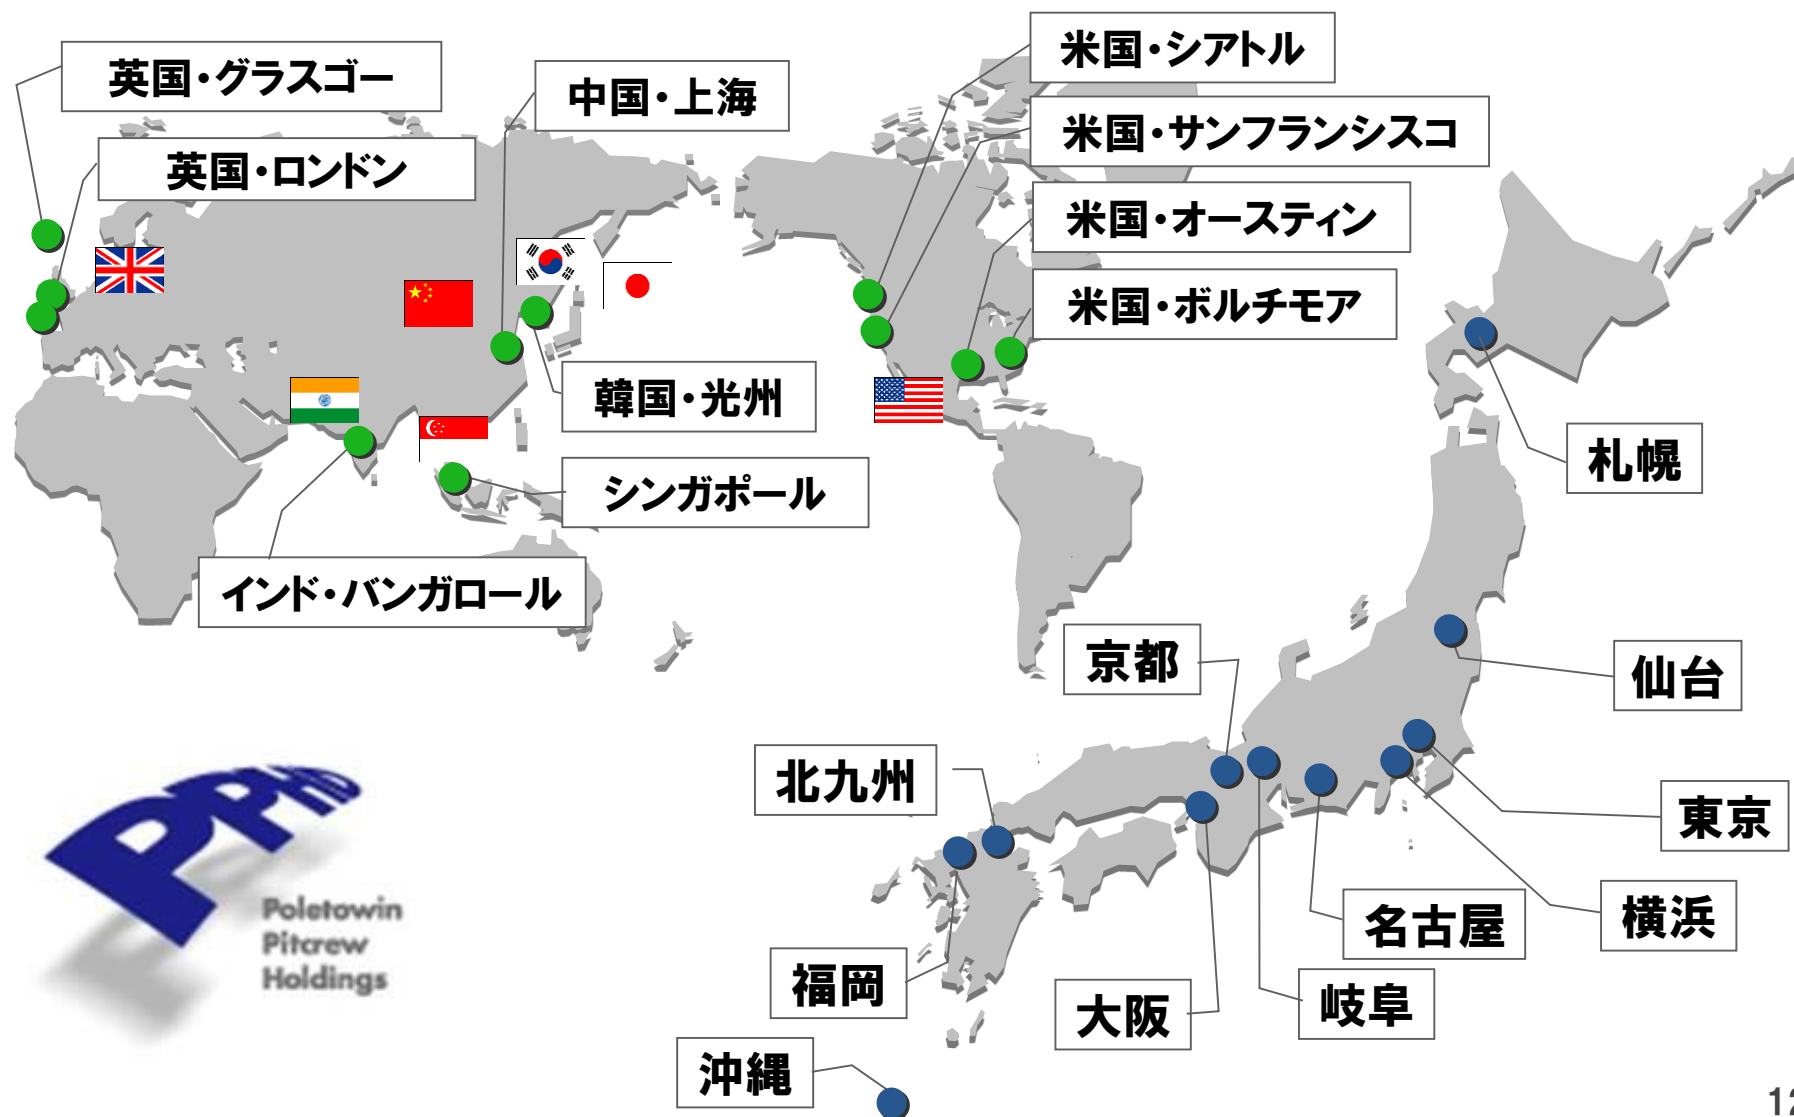 英国・グラスゴー
英国・ロンドン
中国・上海
米国・シアトル
米国・サンフランシスコ
米国・オースティン
米国・ボルチモア
韓国・光州
シンガポール
インド・バンガロール
札幌
仙台
京都
北九州
東京
横浜
名古屋
岐阜
大阪
福岡
沖縄
PPHD
Poletowin
Pitcrew
Holdings
12